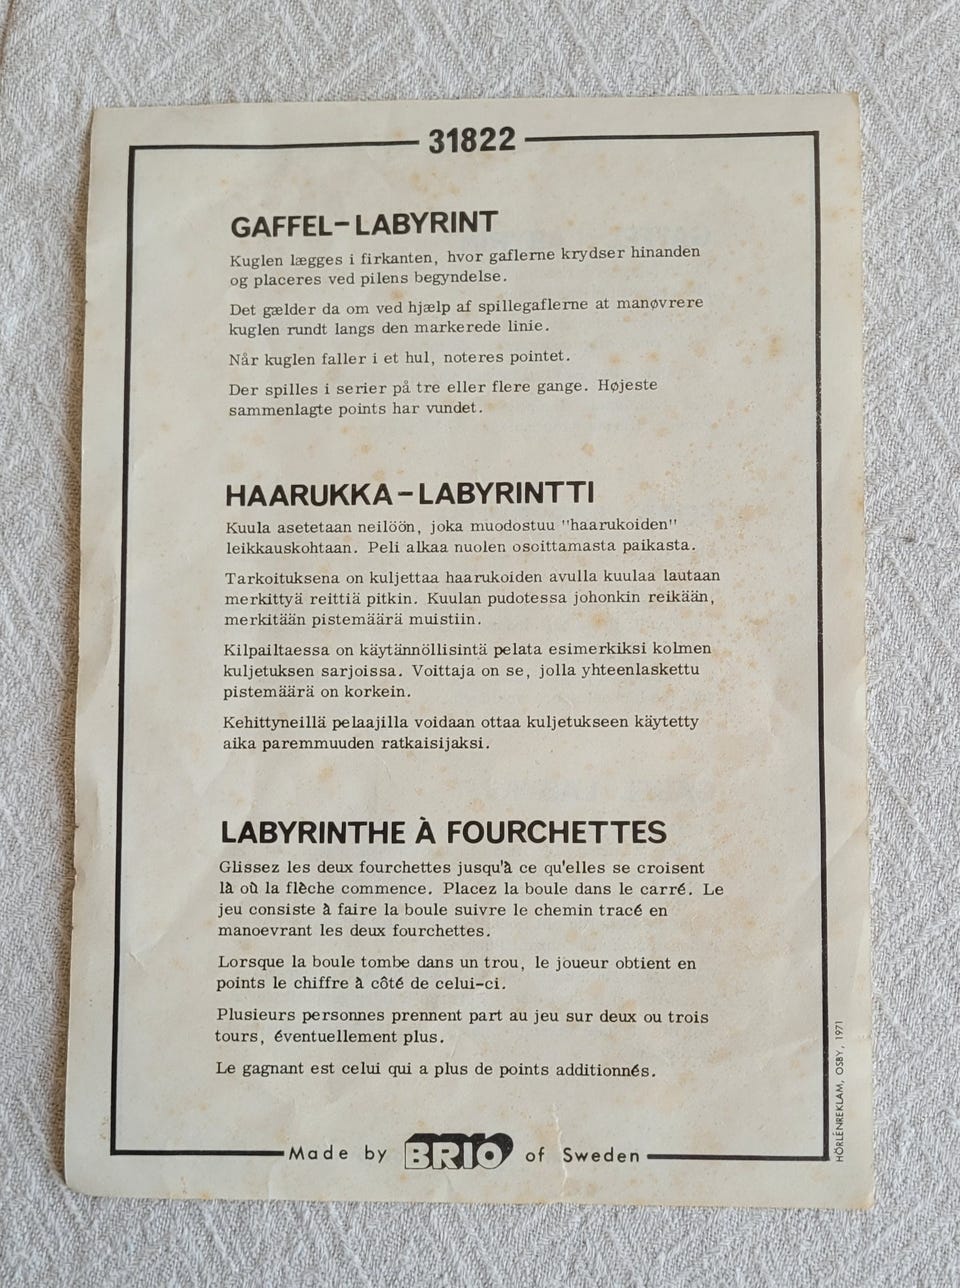 31822
GAFFEL-LABYRINT
Kuglen lægges i firkanten, hvor gaflerne krydser hinanden
og placeres ved pilens begyndelse.
Det gælder da om ved hjælp af spillegaflerne at manøvrere
kuglen rundt langs den markerede linie.
Når kuglen faller i et hul, noteres pointet.
Der spilles i serier på tre eller flere gange. Højeste
sammenlagte points har vundet.
HAARUKKA-LABYRINTTI
Kuula asetetaan neilöön, joka muodostuu "haarukoiden"
leikkauskohtaan. Peli alkaa nuolen osoittamasta paikasta.
Tarkoituksena on kuljettaa haarukoiden avulla kuulaa lautaan
merkittyä reittiä pitkin. Kuulan pudotessa johonkin reikään,
merkitään pistemäärä muistiin.
Kilpailtaessa on käytännöllisintä pelata esimerkiksi kolmen
kuljetuksen sarjoissa. Voittaja on se, jolla yhteenlaskettu
pistemäärä on korkein.
Kehittyneillä pelaajilla voidaan ottaa kuljetukseen käytetty
aika paremmuuden ratkaisijaksi.
LABYRINTHE À FOURCHETTES
Glissez les deux fourchettes jusqu'à ce qu'elles se croisent
là où la flèche commence. Placez la boule dans le carré. Le
jeu consiste à faire la boule suivre le chemin tracé en
manoevrant les deux fourchettes.
Lorsque la boule tombe dans un trou, le joueur obtient en
points le chiffre à côté de celui-ci.
Plusieurs personnes prennent part au jeu sur deux ou trois
tours, éventuellement plus.
Le gagnant est celui qui a plus de points additionnés.
Made by BRIO of Sweden
HÖRLÉNREKLAM, OSBY, 1971